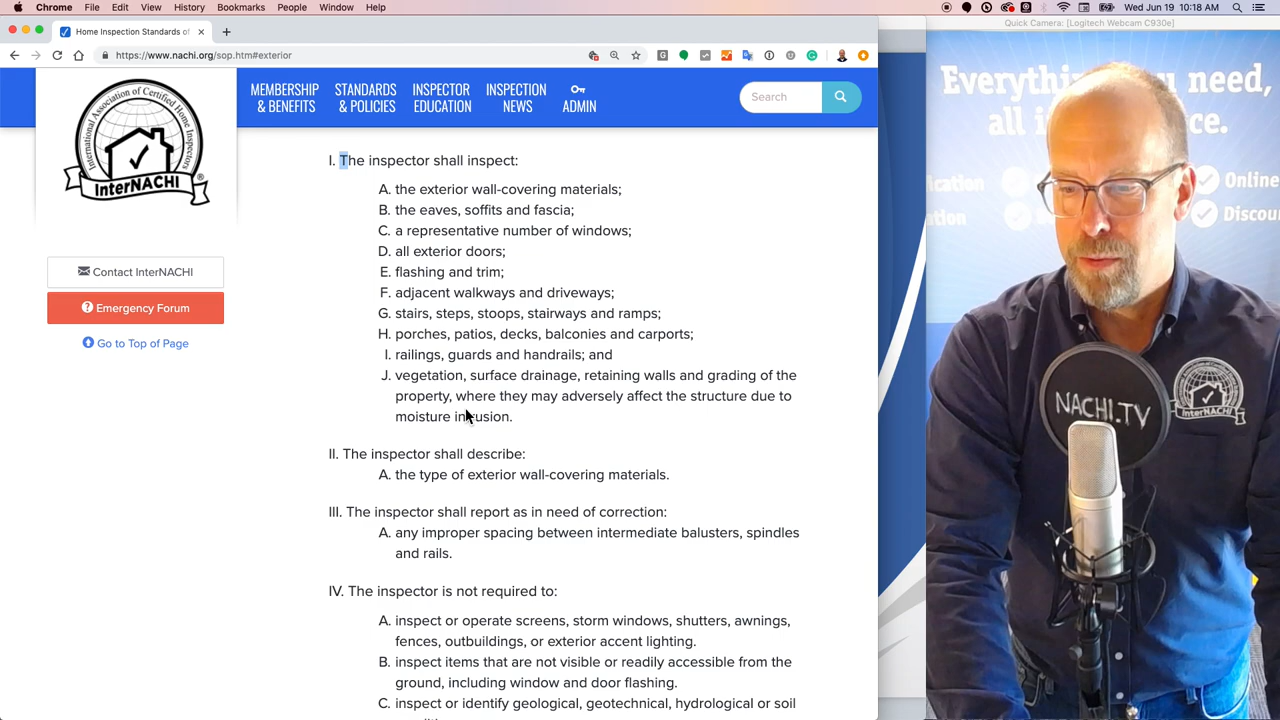 Chrome File Edit View History Bookmarks People Window Help
Wed Jun 19 10:18 AM
Home Inspection Standards of
Quick Camera: [Logitech Webcam C930e]
https://www.nachi.org/sop.htm#exterior
International Association of Certified Home Inspectors
InterNACHI
MEMBERSHIP
& BENEFITS
STANDARDS
& POLICIES
INSPECTOR
EDUCATION
INSPECTION
NEWS
ADMIN
Search
Contact InterNACHI
Emergency Forum
Go to Top of Page
I. The inspector shall inspect:
A. the exterior wall-covering materials;
B. the eaves, soffits and fascia;
C. a representative number of windows;
D. all exterior doors;
E. flashing and trim;
F. adjacent walkways and driveways;
G. stairs, steps, stoops, stairways and ramps;
H. porches, patios, decks, balconies and carports;
I. railings, guards and handrails; and
J. vegetation, surface drainage, retaining walls and grading of the
property, where they may adversely affect the structure due to
moisture intrusion.
II. The inspector shall describe:
A. the type of exterior wall-covering materials.
III. The inspector shall report as in need of correction:
A. any improper spacing between intermediate balusters, spindles
and rails.
IV. The inspector is not required to:
A. inspect or operate screens, storm windows, shutters, awnings,
fences, outbuildings, or exterior accent lighting.
B. inspect items that are not visible or readily accessible from the
ground, including window and door flashing.
C. inspect or identify geological, geotechnical, hydrological or soil
need,
all
Online
NACHI.TV
InterNACHI